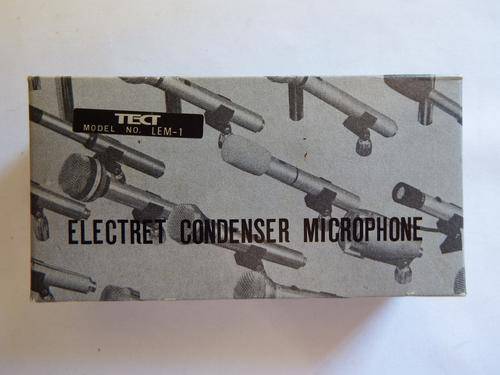 TECT
MODEL NO. LEM-1
ELECTRET CONDENSER MICROPHONE